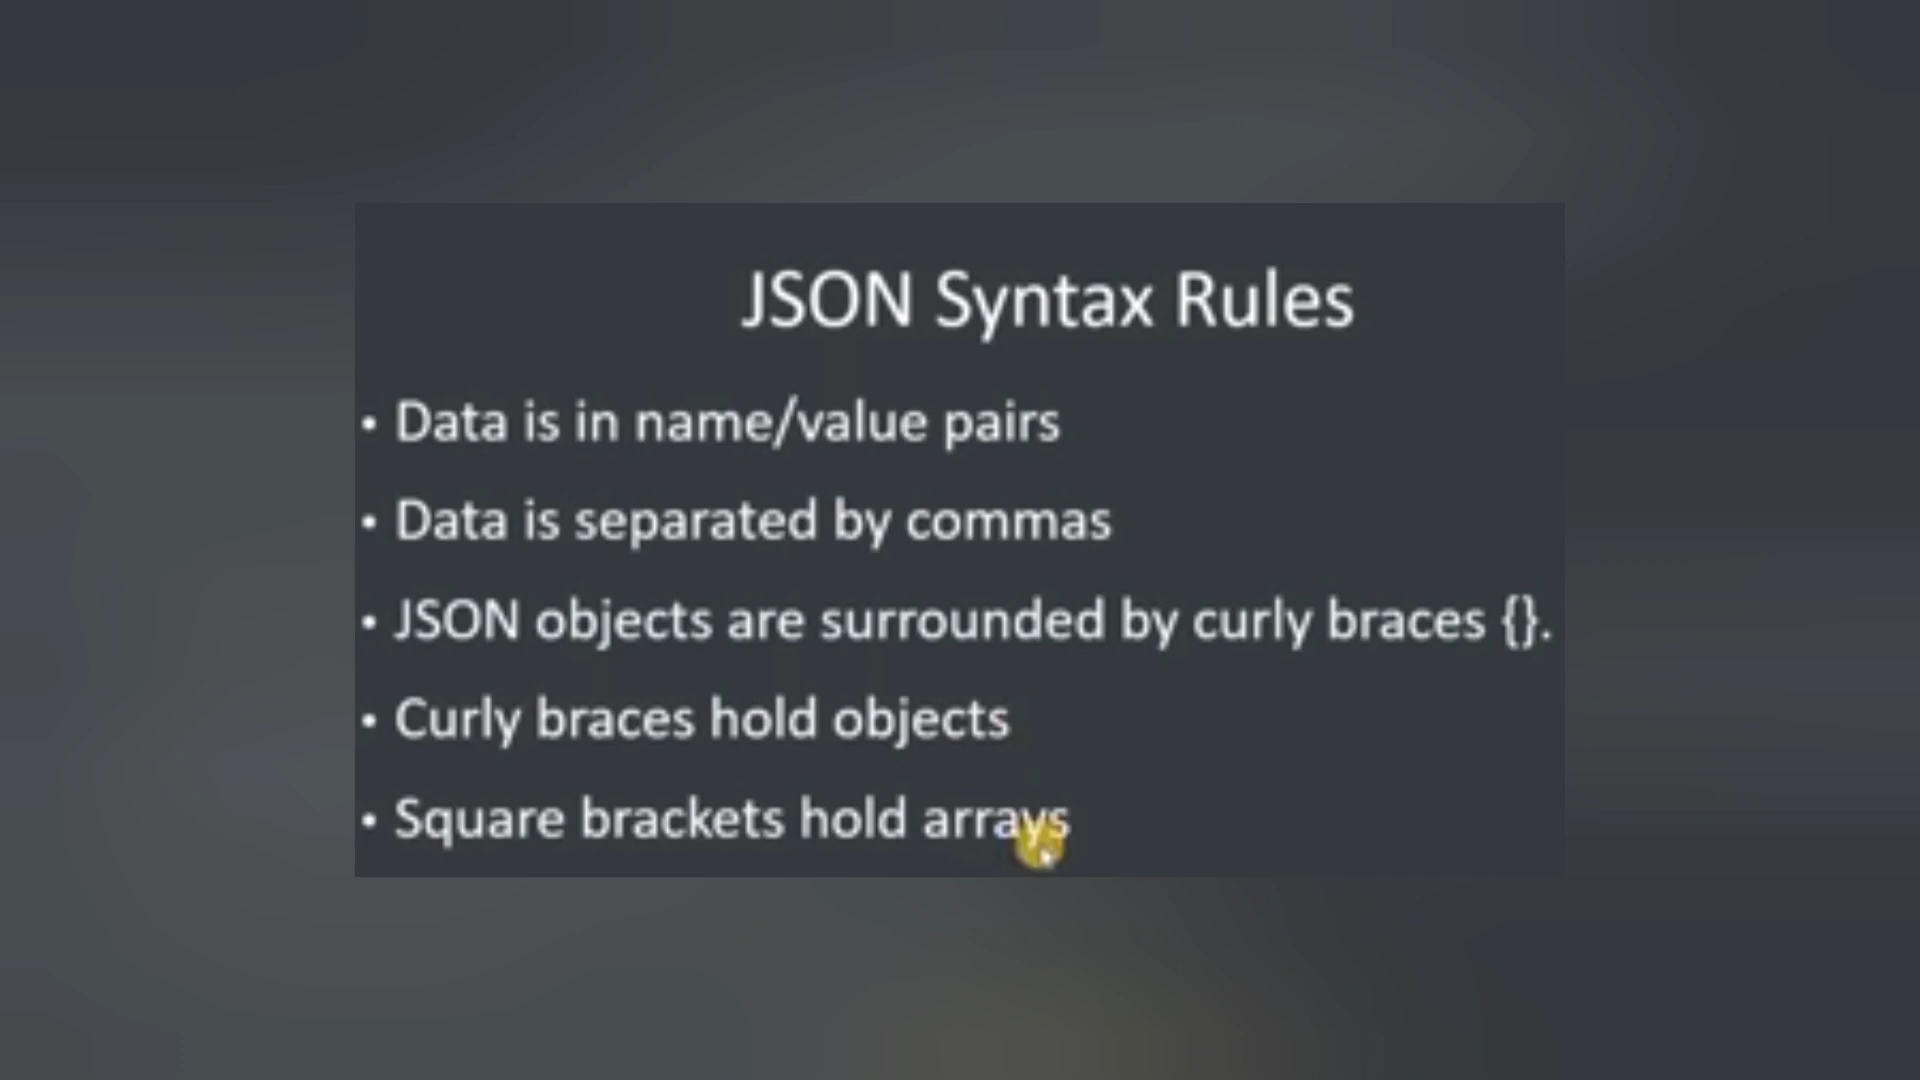 JSON Syntax Rules
• Data is in name/value pairs
• Data is separated by commas
• JSON objects are surrounded by curly braces {}.
• Curly braces hold objects
• Square brackets hold arrays